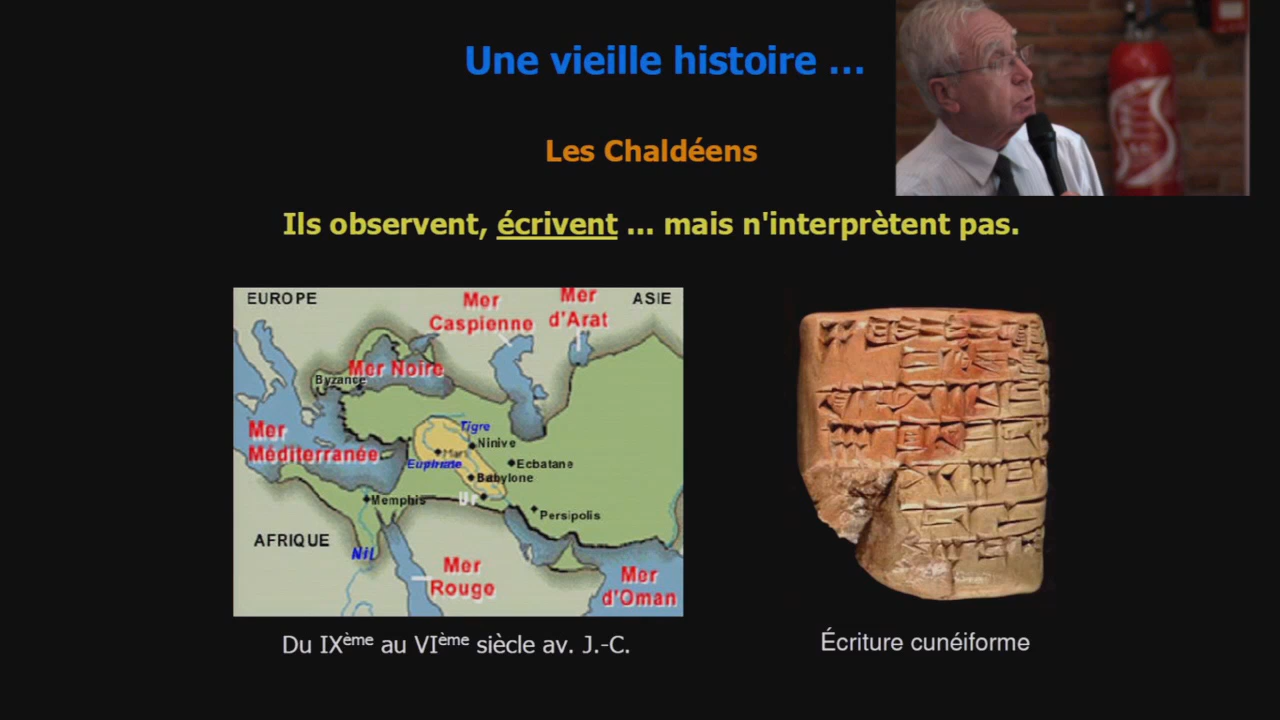 Une vieille histoire ...
Les Chaldéens
Ils observent, écrivent ... mais n'interprètent pas.
EUROPE
Mer
Caspienne
Mer
d'Arat
ASIE
Mer Noire
Byzance
Mer
Méditerranée
Tigre
Ninive
Mari
Euphrate
Ecbatane
Babylone
Ur
Memphis
Persipolis
AFRIQUE
Nil
Mer
Rouge
Mer
d'Oman
Du IXème au VIème siècle av. J.-C.
Écriture cunéiforme